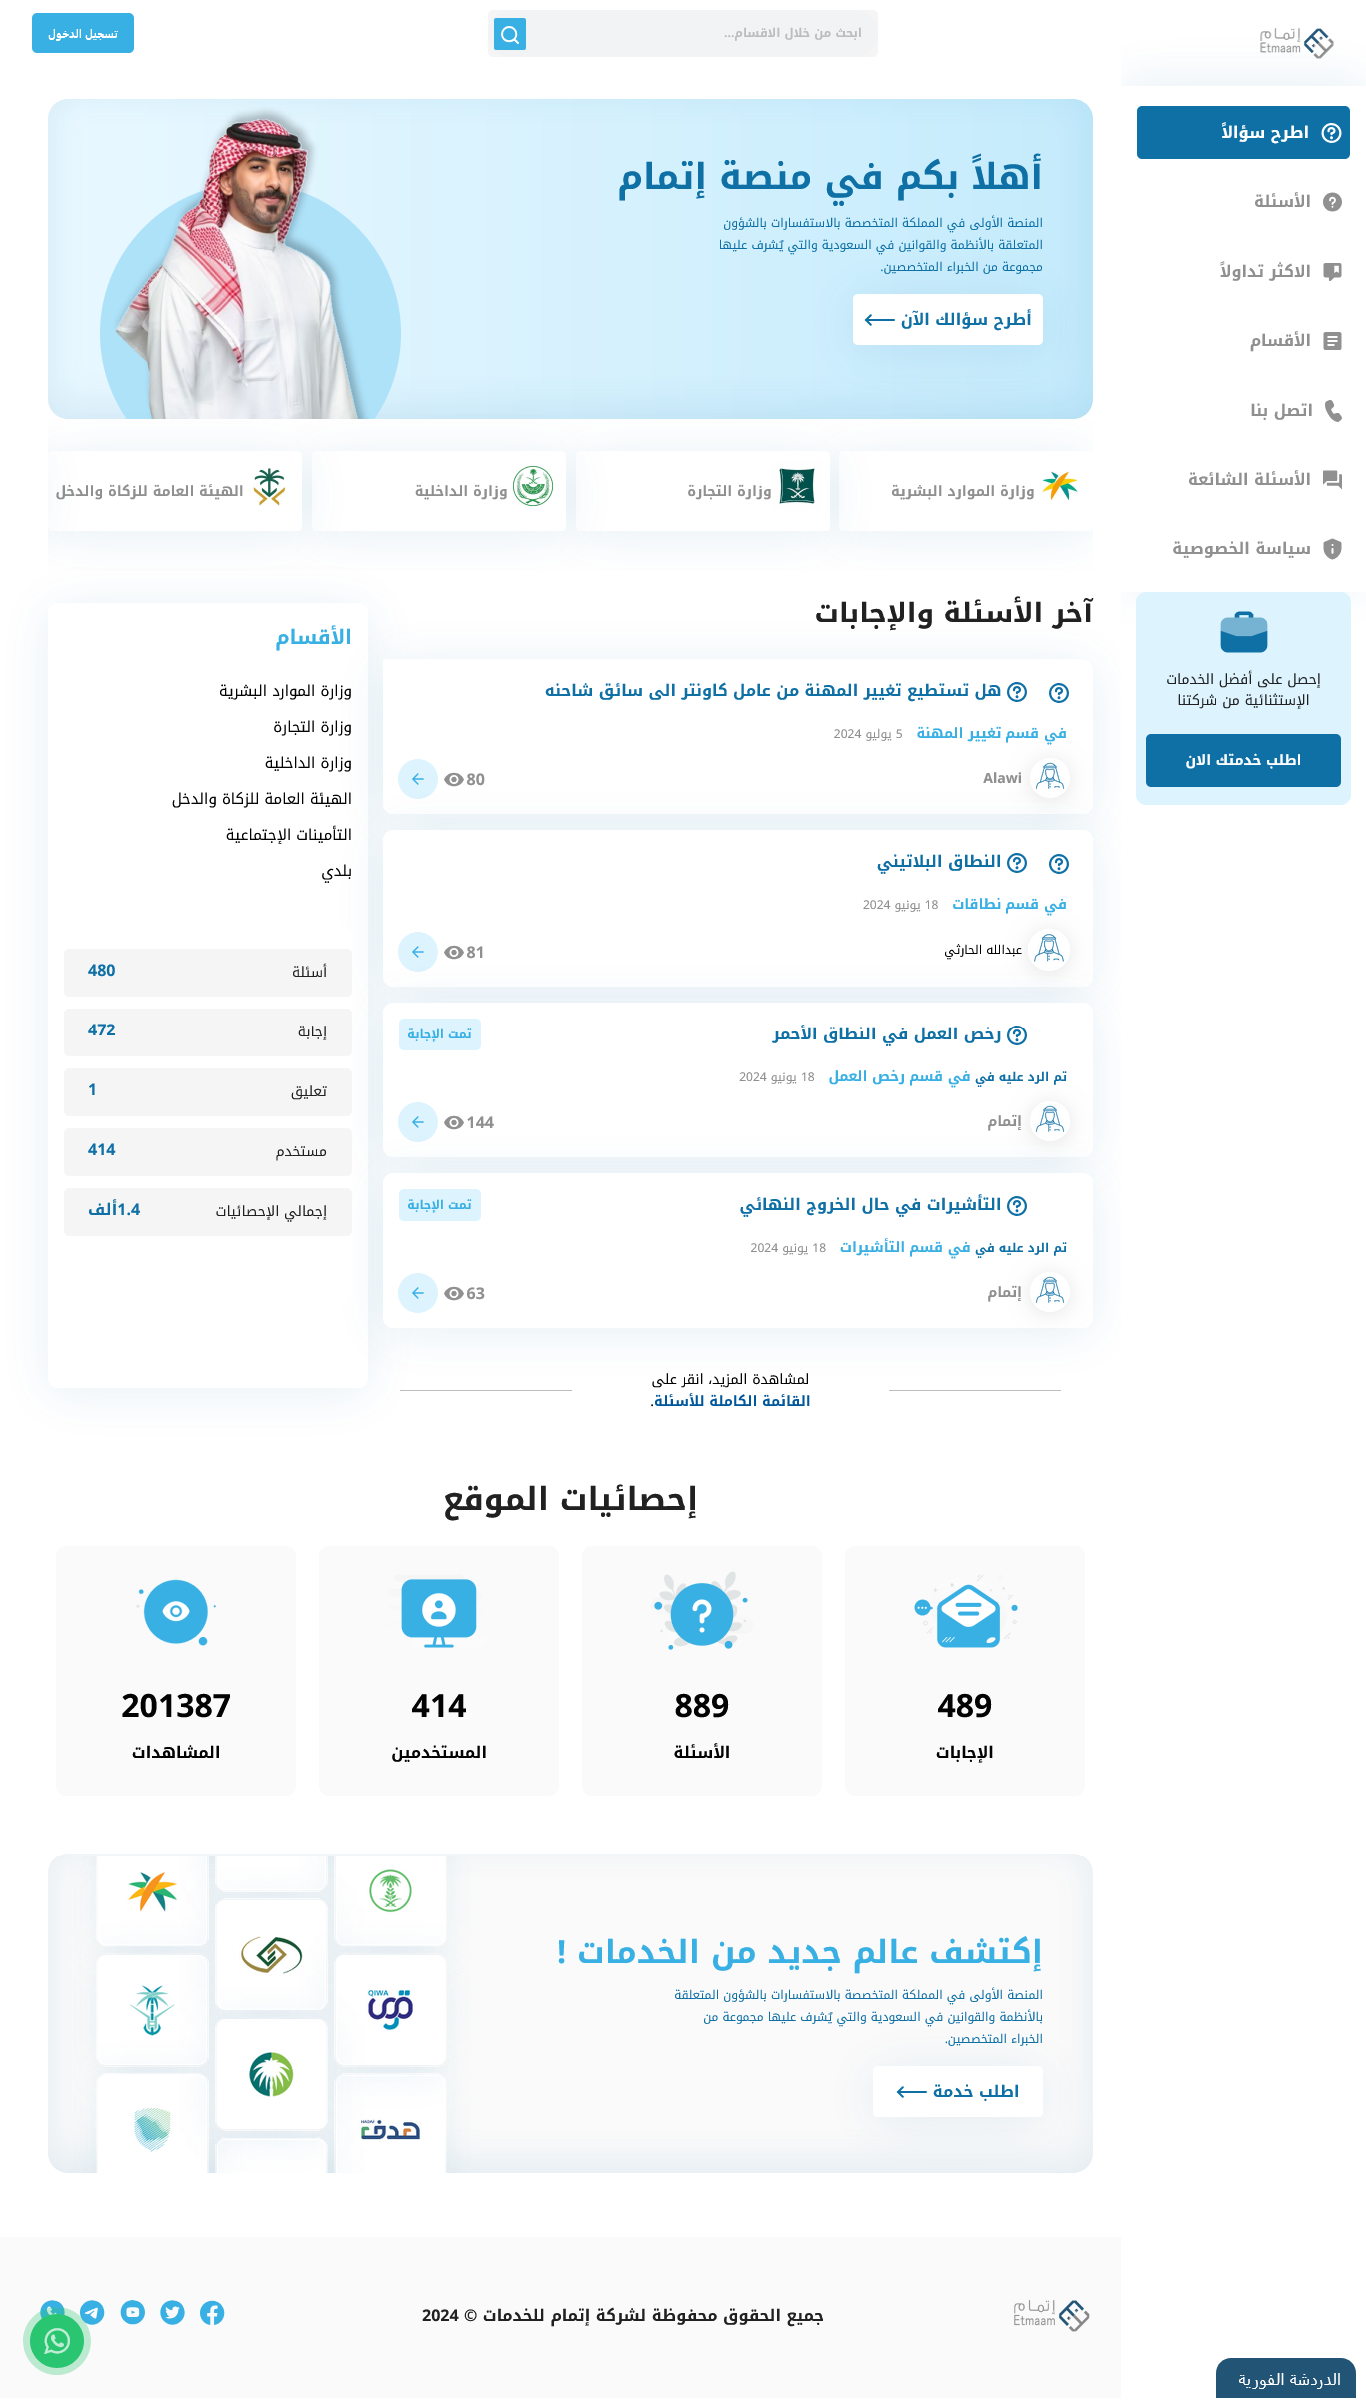 إتمام
Etmaam
ابحث من خلال الاقسام...
تسجيل الدخول
اطرح سؤالاً
الأسئلة
الاكثر تداولاً
الأقسام
اتصل بنا
الأسئلة الشائعة
سياسة الخصوصية
إحصل على أفضل الخدمات
الإستثنائية من شركتنا
اطلب خدمتك الان
أهلاً بكم في منصة إتمام
المنصة الأولى في المملكة المتخصصة بالاستفسارات بالشؤون
المتعلقة بالأنظمة والقوانين في السعودية والتي يُشرف عليها
مجموعة من الخبراء المتخصصين.
أطرح سؤالك الآن
وزارة الموارد البشرية
وزارة التجارة
وزارة الداخلية
الهيئة العامة للزكاة والدخل
آخر الأسئلة والإجابات
هل تستطيع تغيير المهنة من عامل كاونتر الى سائق شاحنه
في قسم تغيير المهنة 5 يوليو 2024
Alawi
80
النطاق البلاتيني
في قسم نطاقات 18 يونيو 2024
عبدالله الحارثي
81
رخص العمل في النطاق الأحمر
تمت الإجابة
تم الرد عليه في في قسم رخص العمل 18 يونيو 2024
إتمام
144
التأشيرات في حال الخروج النهائي
تمت الإجابة
تم الرد عليه في في قسم التأشيرات 18 يونيو 2024
إتمام
63
لمشاهدة المزيد، انقر على
القائمة الكاملة للأسئلة.
الأقسام
وزارة الموارد البشرية
وزارة التجارة
وزارة الداخلية
الهيئة العامة للزكاة والدخل
التأمينات الإجتماعية
بلدي
أسئلة 480
إجابة 472
تعليق 1
مستخدم 414
إجمالي الإحصائيات 1.4ألف
إحصائيات الموقع
489
الإجابات
889
الأسئلة
414
المستخدمين
201387
المشاهدات
إكتشف عالم جديد من الخدمات !
المنصة الأولى في المملكة المتخصصة بالاستفسارات بالشؤون المتعلقة
بالأنظمة والقوانين في السعودية والتي يُشرف عليها مجموعة من
الخبراء المتخصصين.
اطلب خدمة
QIWA
قوى
HADAF
هدف
إتمام
Etmaam
جميع الحقوق محفوظة لشركة إتمام للخدمات © 2024
الدردشة الفورية